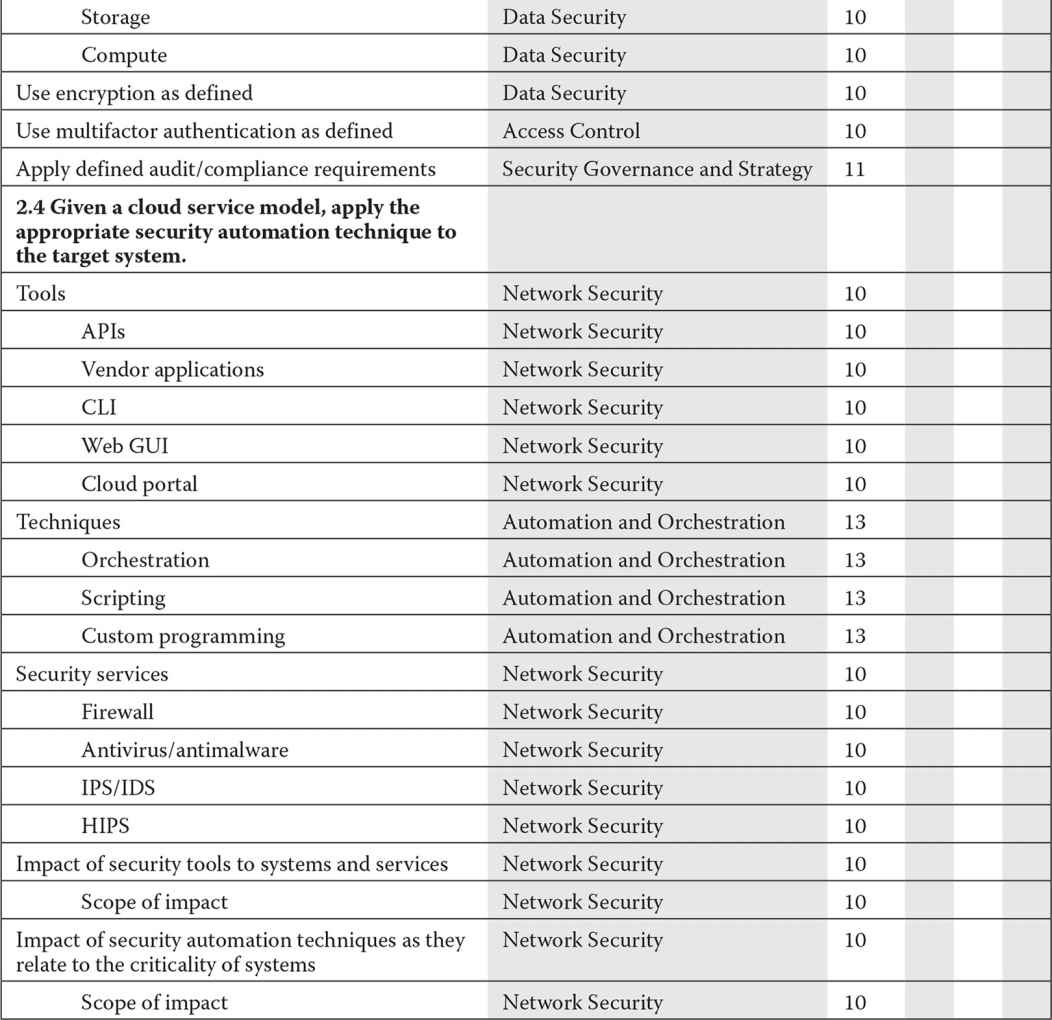 Storage Data Security 10
Compute Data Security 10
Use encryption as defined Data Security 10
Use multifactor authentication as defined Access Control 10
Apply defined audit/compliance requirements Security Governance and Strategy 11
2.4 Given a cloud service model, apply the
appropriate security automation technique to
the target system.
Tools Network Security 10
APIs Network Security 10
Vendor applications Network Security 10
CLI Network Security 10
Web GUI Network Security 10
Cloud portal Network Security 10
Techniques Automation and Orchestration 13
Orchestration Automation and Orchestration 13
Scripting Automation and Orchestration 13
Custom programming Automation and Orchestration 13
Security services Network Security 10
Firewall Network Security 10
Antivirus/antimalware Network Security 10
IPS/IDS Network Security 10
HIPS Network Security 10
Impact of security tools to systems and services Network Security 10
Scope of impact Network Security 10
Impact of security automation techniques as they Network Security 10
relate to the criticality of systems
Scope of impact Network Security 10